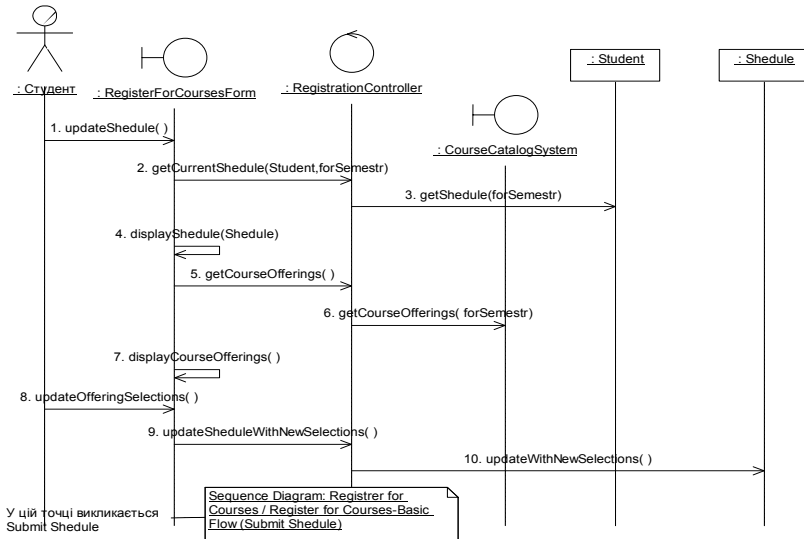 : Student
: Shedule
: Студент
: RegisterForCoursesForm
: RegistrationController
1. updateShedule( )
: CourseCatalogSystem
2. getCurrentShedule(Student,forSemestr)
3. getShedule(forSemestr)
4. displayShedule(Shedule)
5. getCourseOfferings( )
6. getCourseOfferings( forSemestr)
7. displayCourseOfferings( )
8. updateOfferingSelections( )
9. updateSheduleWithNewSelections( )
10. updateWithNewSelections( )
У цій точці викликається
Submit Shedule
Sequence Diagram: Registrer for
Courses / Register for Courses-Basic
Flow (Submit Shedule)